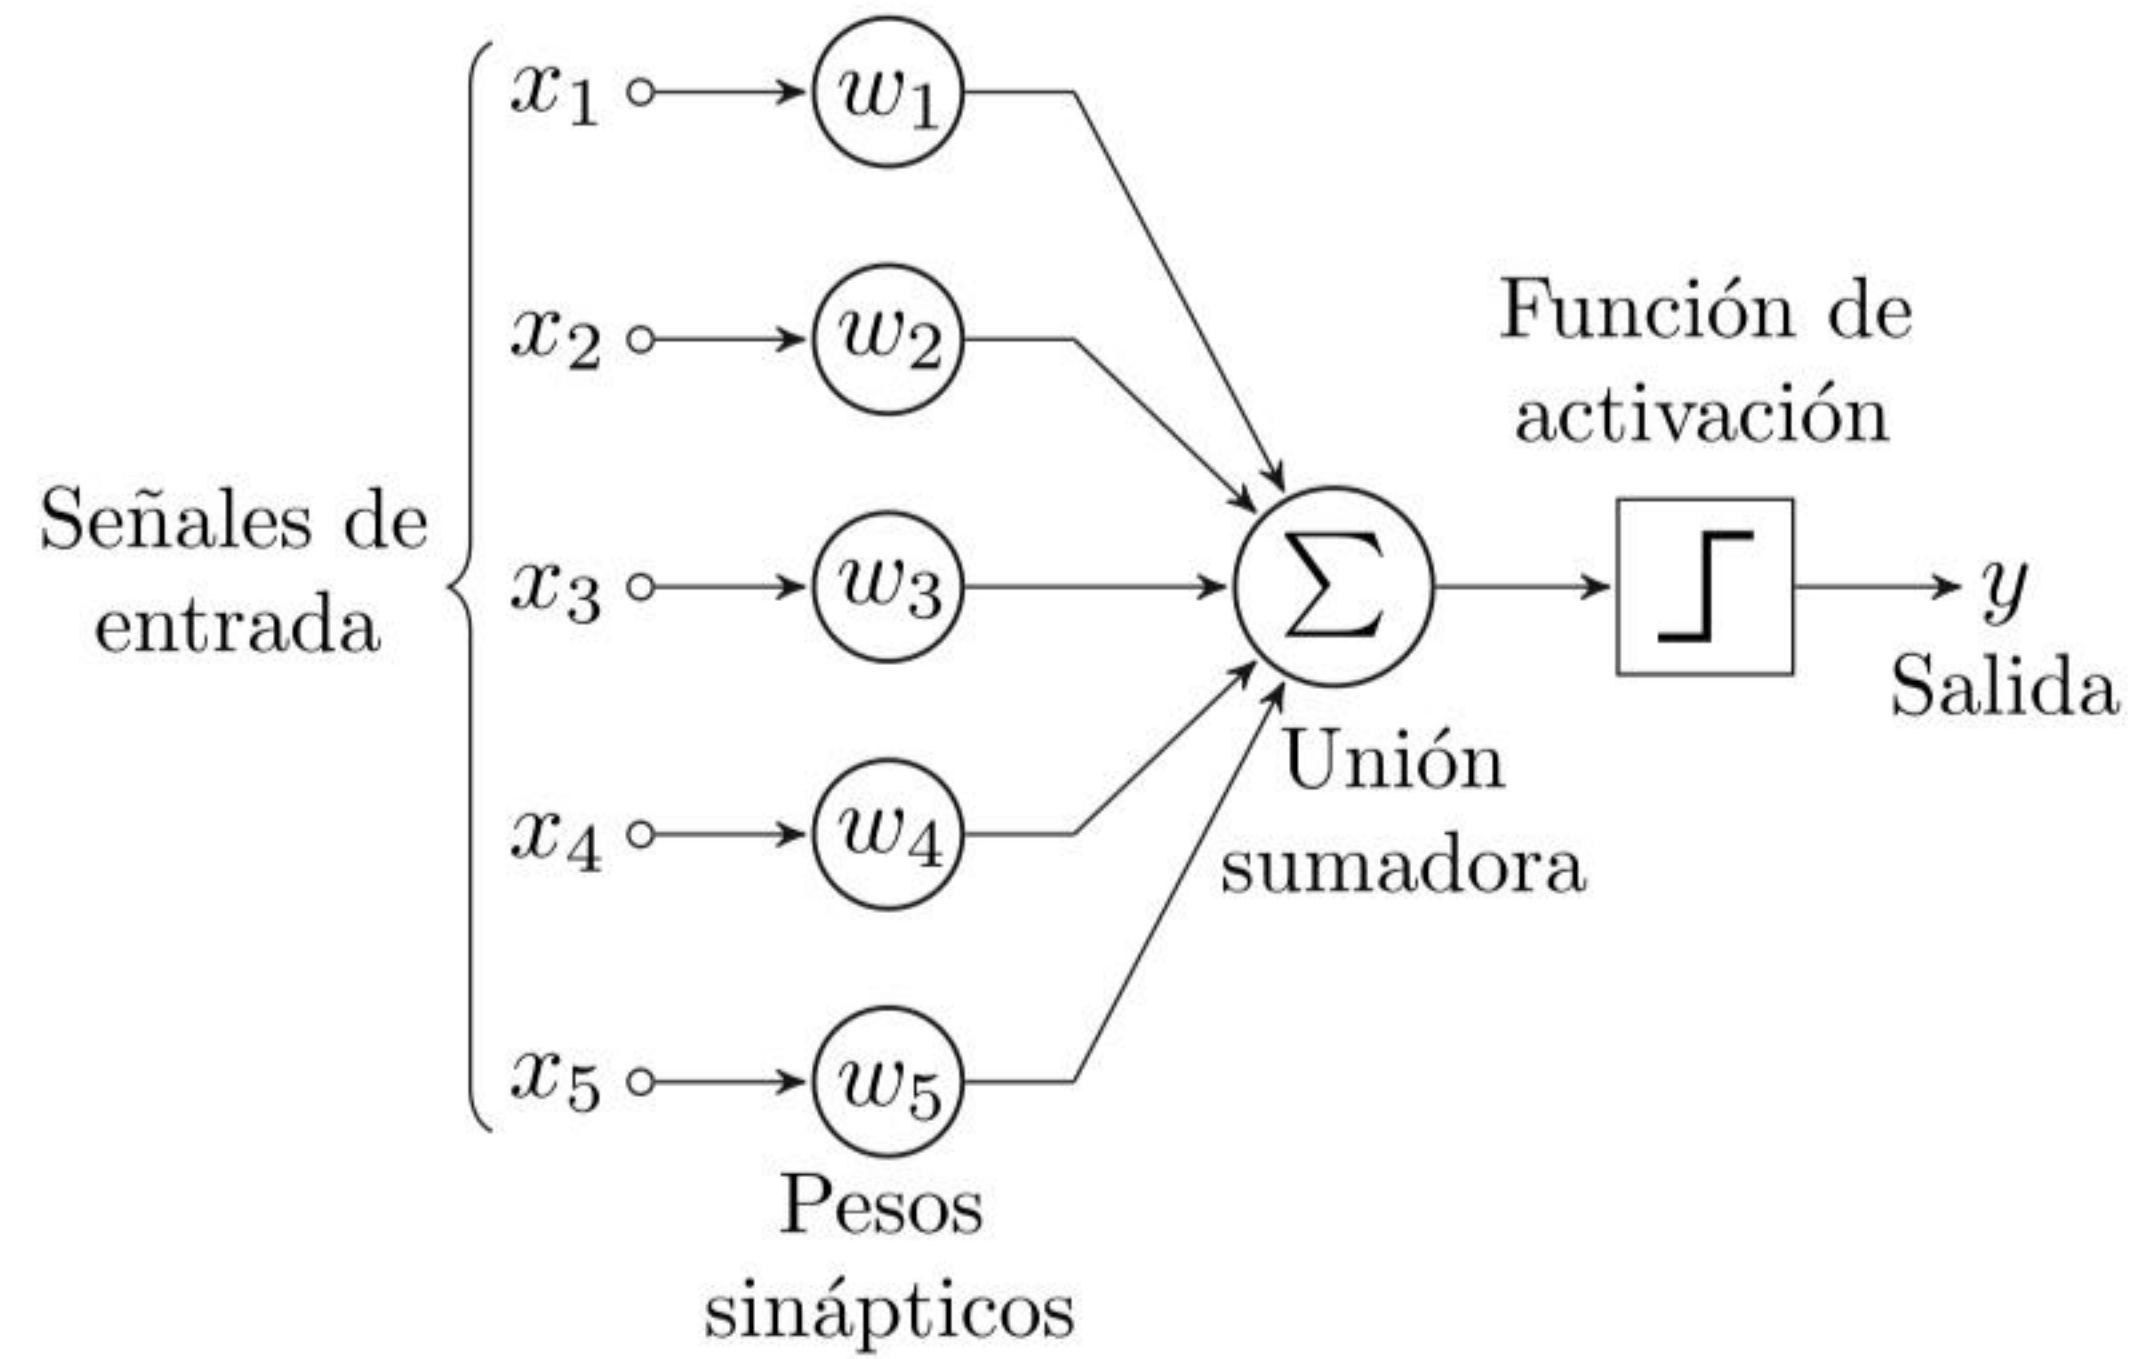 x1
w1
x2
w2
Función de
activación
Señales de
entrada
x3
w3
Σ
y
Salida
Unión
sumadora
x4
w4
x5
w5
Pesos
sinápticos